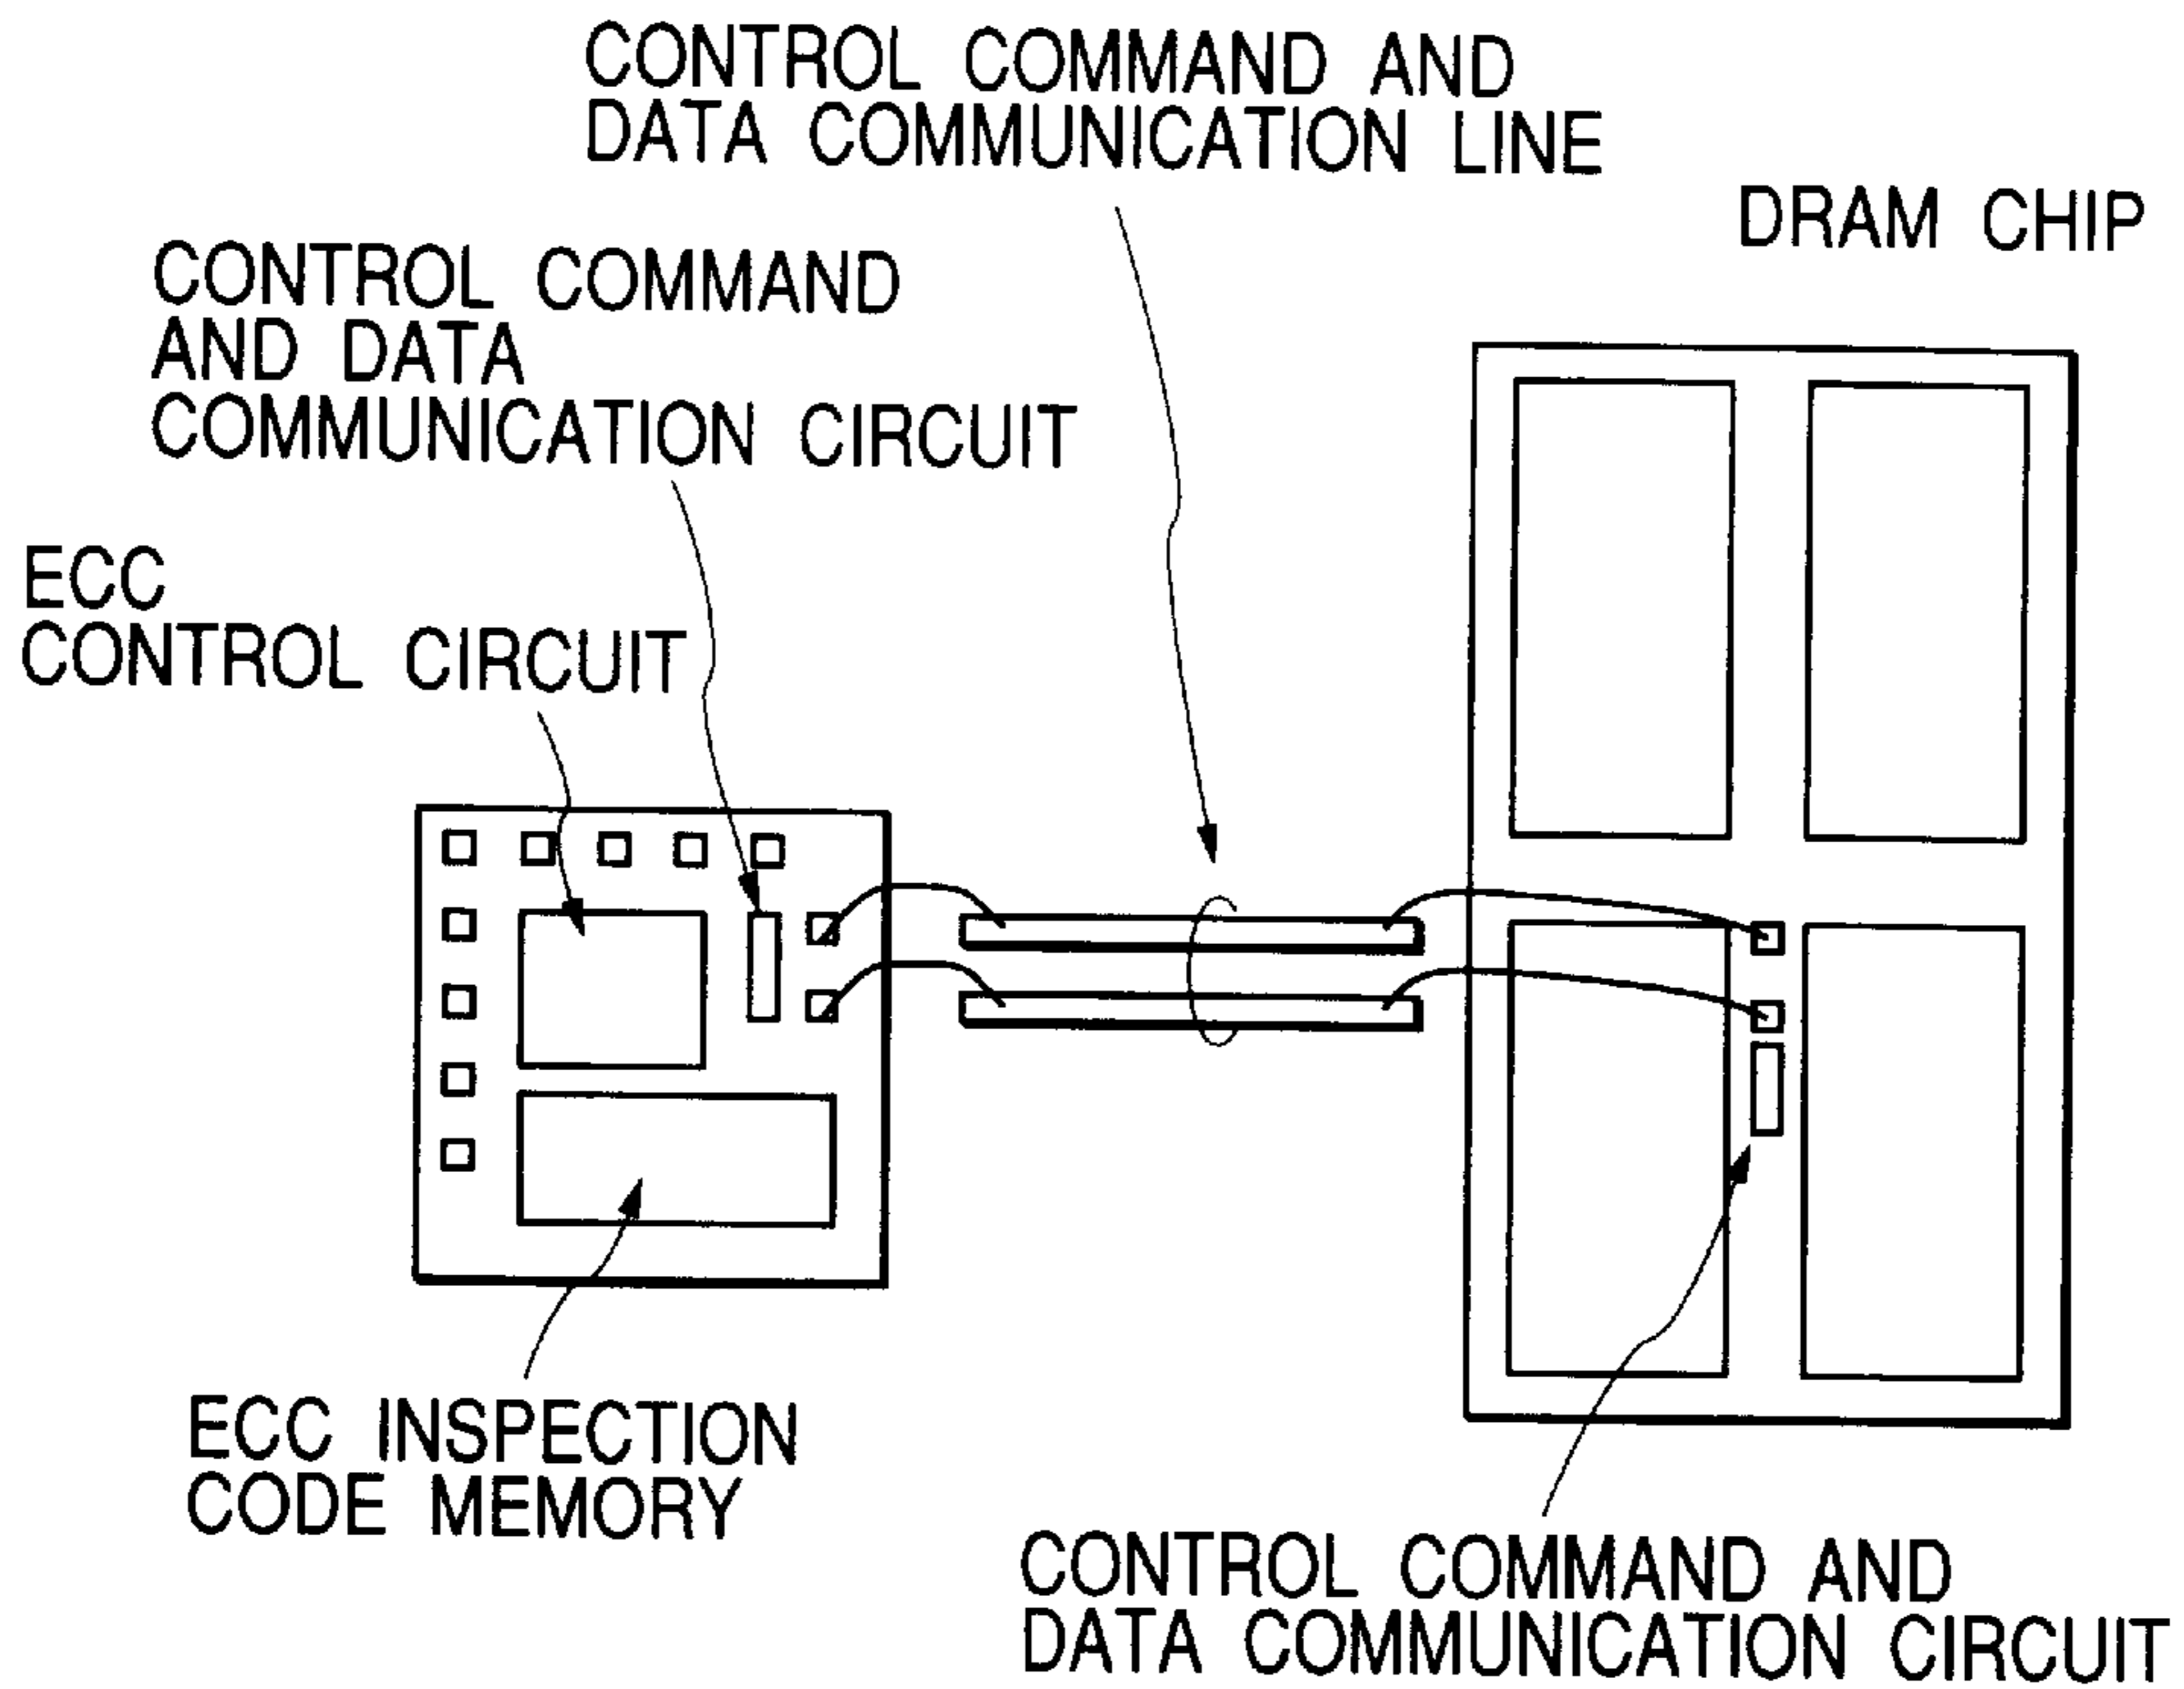 CONTROL COMMAND AND
DATA COMMUNICATION LINE
DRAM CHIP
CONTROL COMMAND
AND DATA
COMMUNICATION CIRCUIT
ECC
CONTROL CIRCUIT
ECC INSPECTION
CODE MEMORY
CONTROL COMMAND AND
DATA COMMUNICATION CIRCUIT